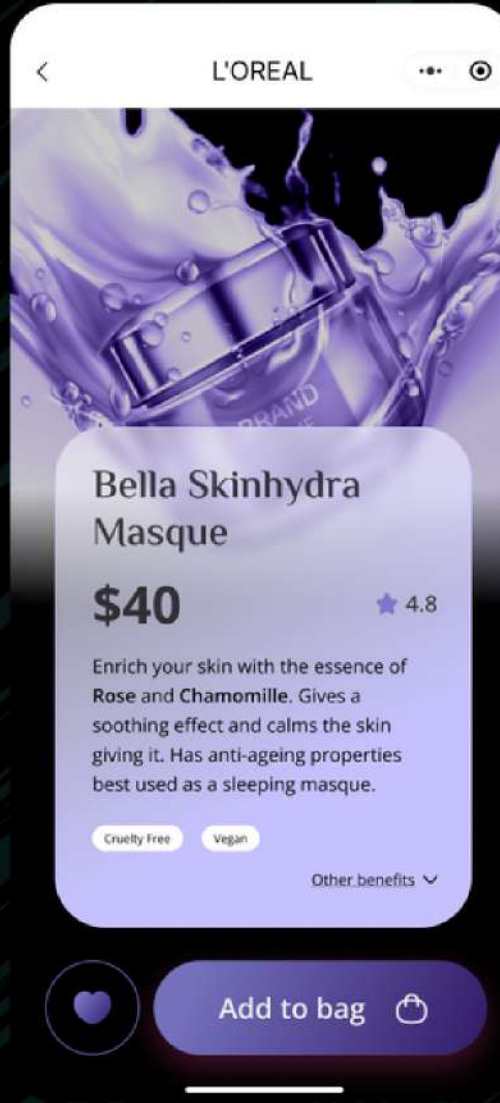 L'OREAL
BRAND
Bella Skinhydra
Masque
$40
4.8
Enrich your skin with the essence of
Rose and Chamomille. Gives a
soothing effect and calms the skin
giving it. Has anti-ageing properties
best used as a sleeping masque.
Cruelty Free
Vegan
Other benefits
Add to bag